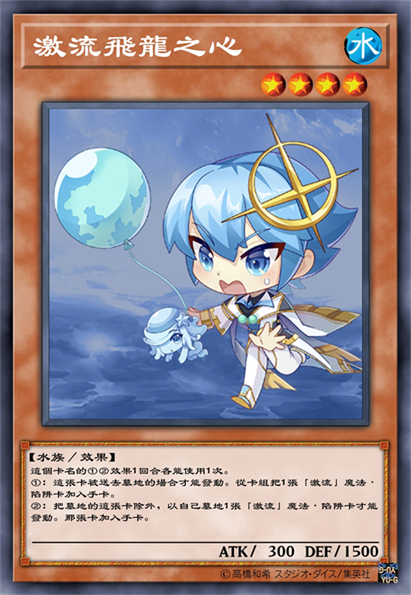 激流飛龍之心
水
【水族／效果】
這個卡名的①②效果1回合各能使用1次。
①：這張卡被送去墓地的場合才能發動。從卡組把1張「激流」魔法・
陷阱卡加入手卡。
②：把墓地的這張卡除外，以自己墓地1張「激流」魔法・陷阱卡才能
發動。那張卡加入手卡。
ATK/ 300 DEF/1500
©高橋和希 スタジオ・ダイス/集英社